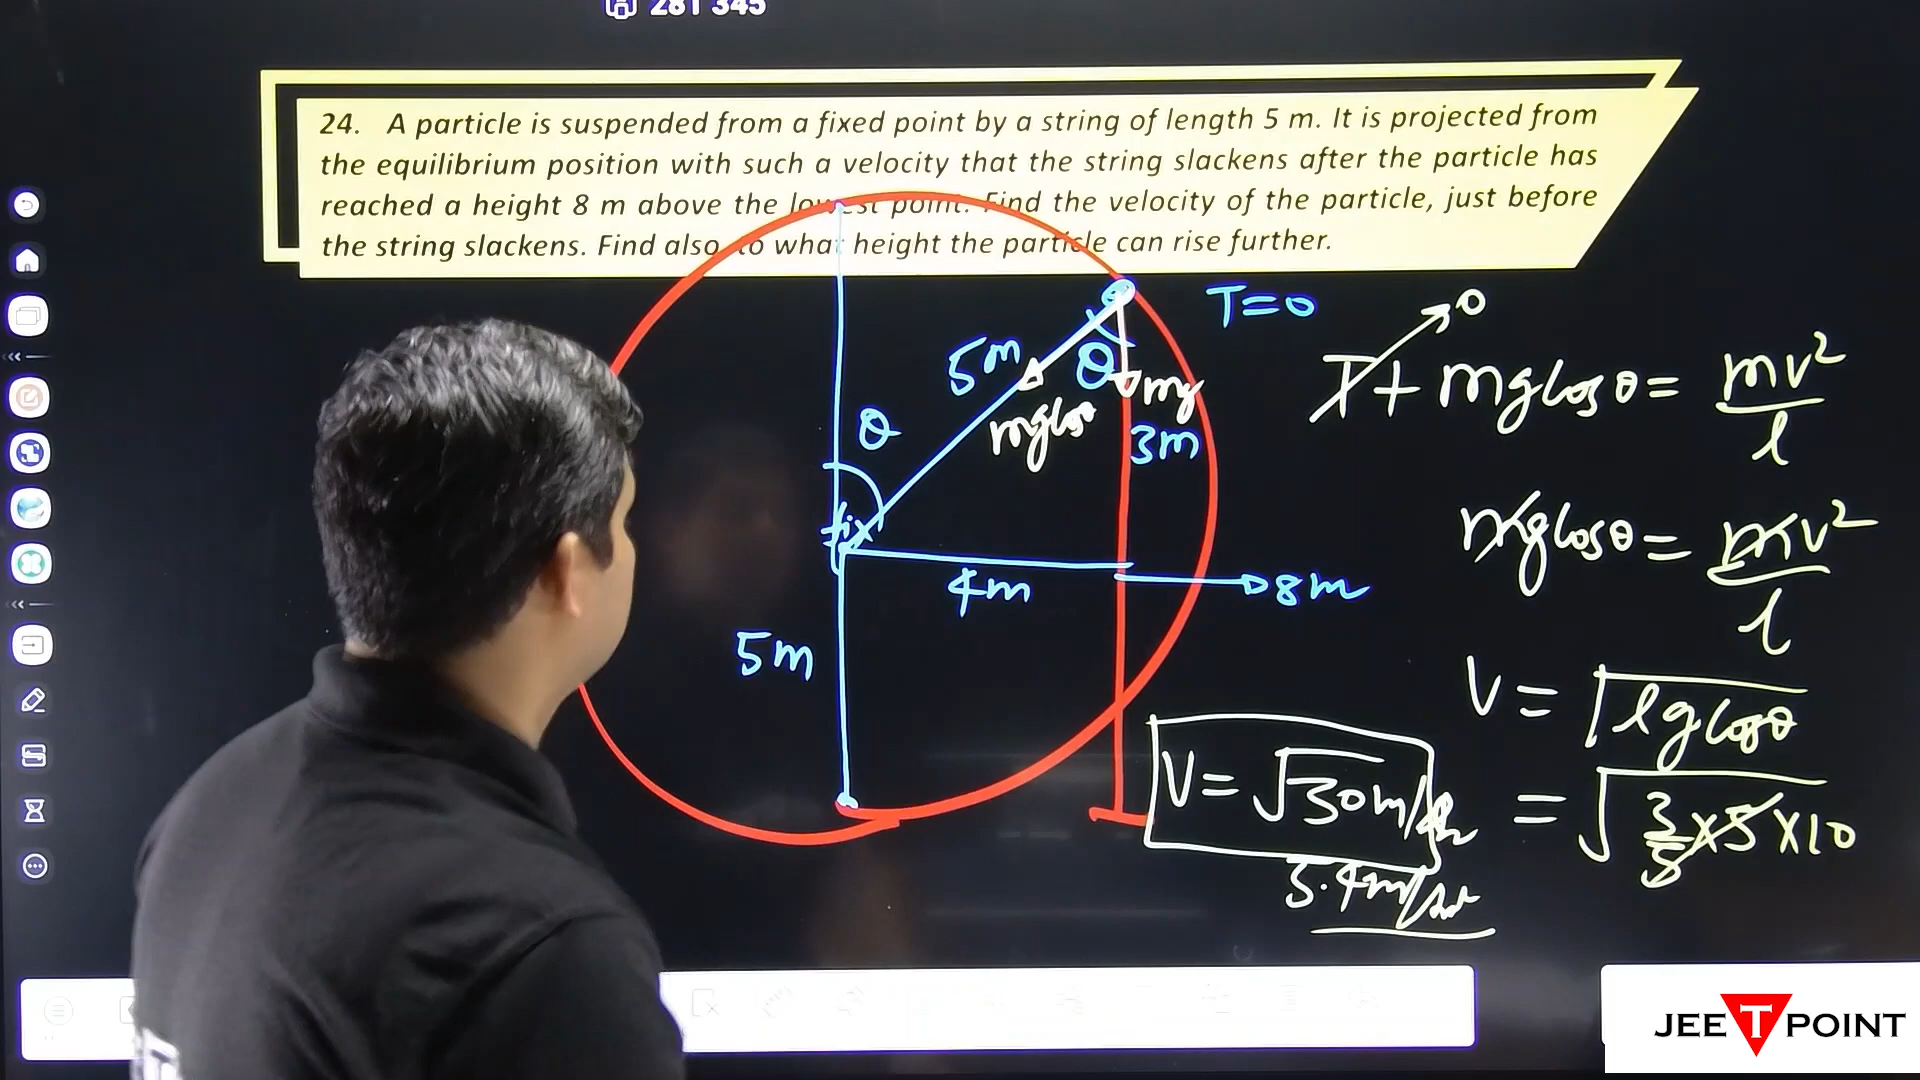 281 345
24. A particle is suspended from a fixed point by a string of length 5 m. It is projected from
the equilibrium position with such a velocity that the string slackens after the particle has
reached a height 8 m above the lowest point. Find the velocity of the particle, just before
the string slackens. Find also, to what height the particle can rise further.
T=0
5m
θ
mg
mgcosθ
3m
θ
fix
4m
8m
5m
T+mgcosθ= mv²/l
0
mgcosθ= mv²/l
V= √lgcosθ
= √3/5×5×10
V=√30m/
5.4m/
JEE T POINT